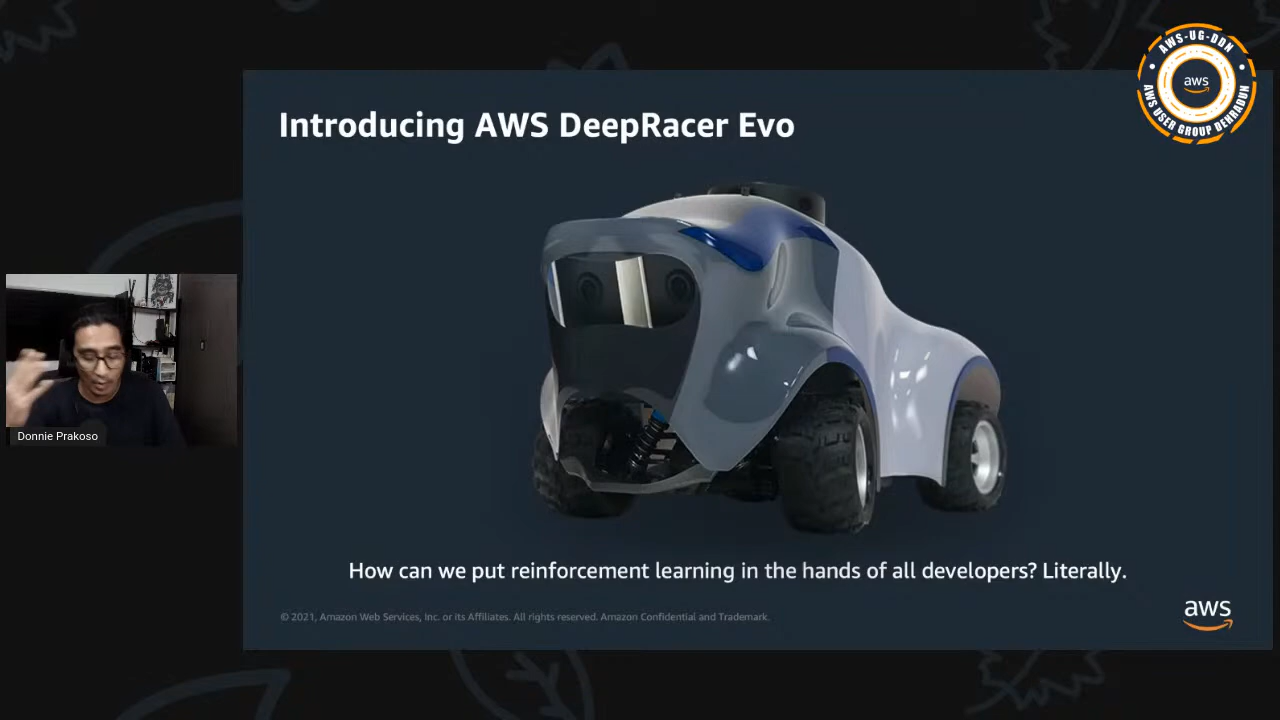 AWS-UG-DDN
aws
AWS USER GROUP DEHRADUN
Introducing AWS DeepRacer Evo
Donnie Prakoso
How can we put reinforcement learning in the hands of all developers? Literally.
© 2021, Amazon Web Services, Inc. or its Affiliates. All rights reserved. Amazon Confidential and Trademark.
aws